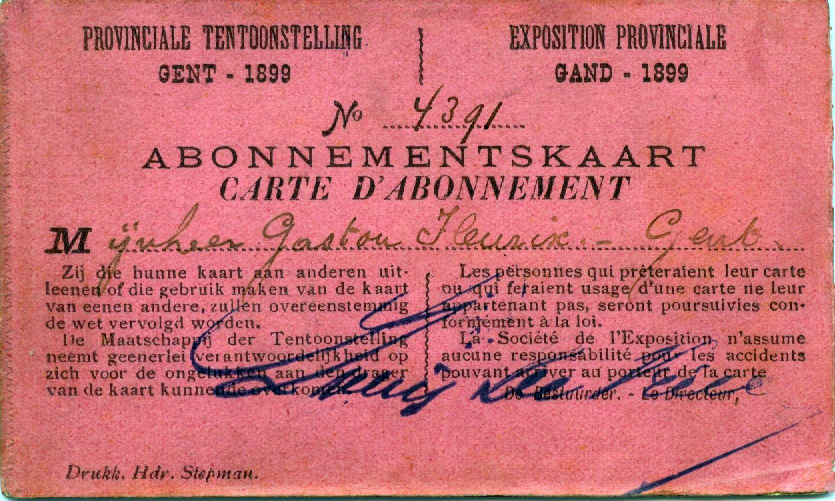 PROVINCIALE TENTOONSTELLING
GENT - 1899
EXPOSITION PROVINCIALE
GAND - 1899
No 4391
ABONNEMENTSKAART
CARTE D'ABONNEMENT
Mijnheer Gaston - Gent.
Zij die hunne kaart aan anderen uit-
leenen of die gebruik maken van de kaart
van eenen andere, zullen overeenstemmig
de wet vervolgd worden.
De Maatschappij der Tentoonstelling
neemt geenerlei verantwoordelijkheid op
zich voor de ongelukken aan den drager
van de kaart kunnende overkomen.
Les personnes qui prêteraient leur carte
ou qui feraient usage d'une carte ne leur
appartenant pas, seront poursuivies con-
formément à la loi.
La Société de l'Exposition n'assume
aucune responsabilité pour les accidents
pouvant arriver au porteur de la carte
De Bestuurder. - Le Directeur,
Drukk. Hdr. Stepman.